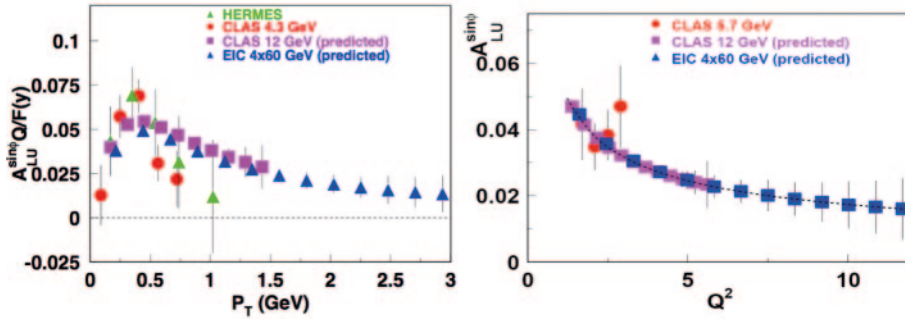 HERMES
CLAS 4.3 GeV
CLAS 12 GeV (predicted)
EIC 4x60 GeV (predicted)
A_LU^sinϕ Q/F(y)
0.1
0.075
0.05
0.025
0
-0.025
0 0.5 1 1.5 2 2.5 3
P_T (GeV)
CLAS 5.7 GeV
CLAS 12 GeV (predicted)
EIC 4x60 GeV (predicted)
A_LU^sinϕ
0.06
0.04
0.02
0
0 5 10
Q²